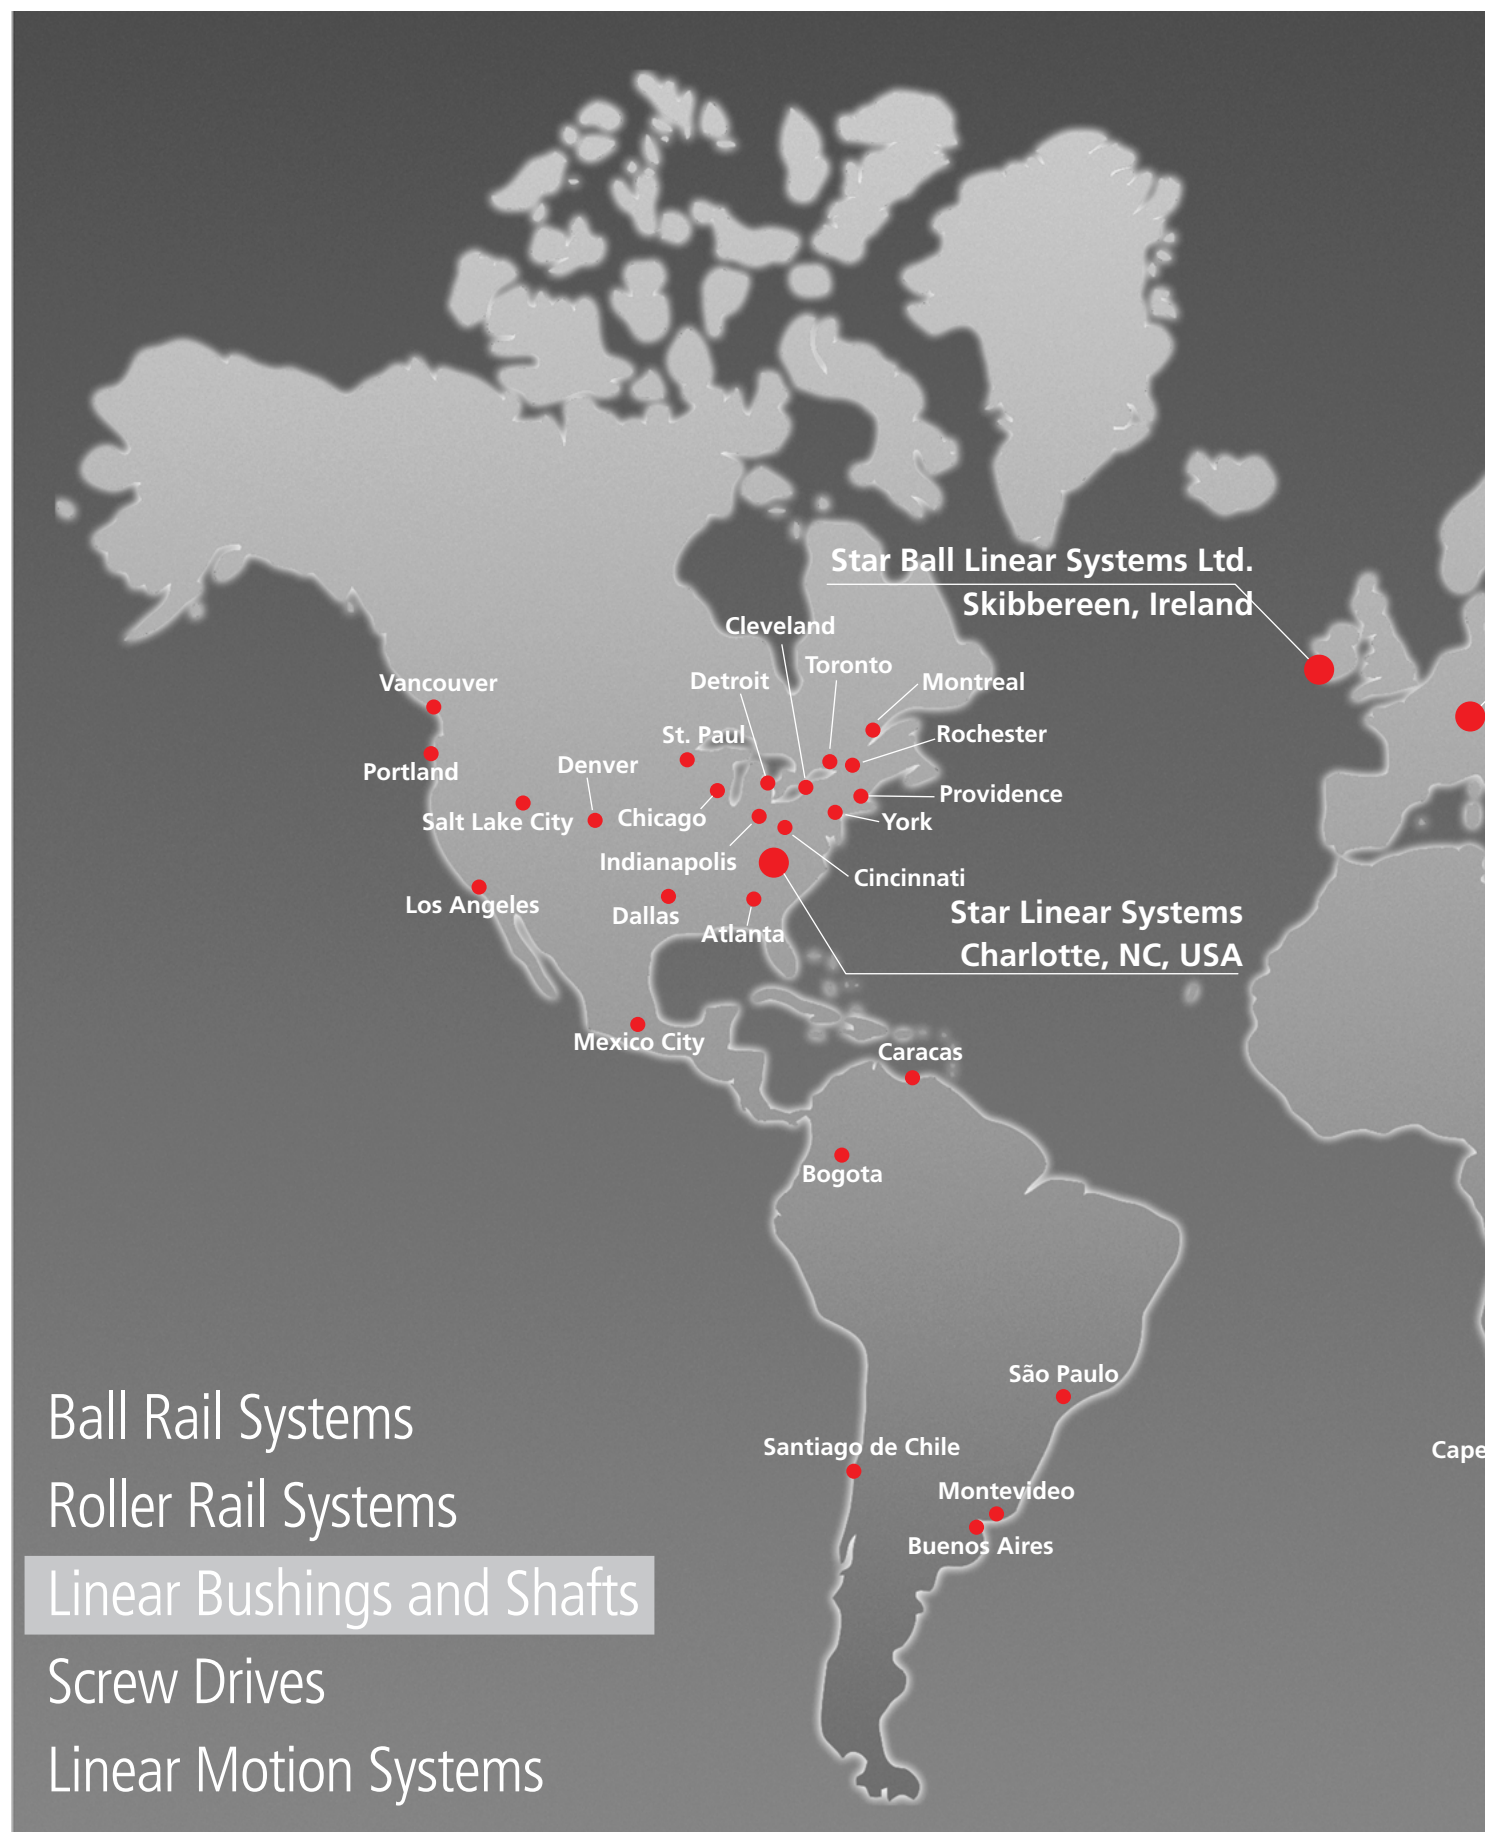 Star Ball Linear Systems Ltd.
Skibbereen, Ireland
Cleveland
Toronto
Detroit
Montreal
Vancouver
St. Paul
Rochester
Denver
Portland
Providence
Salt Lake City
Chicago
York
Indianapolis
Cincinnati
Los Angeles
Dallas
Atlanta
Star Linear Systems
Charlotte, NC, USA
Mexico City
Caracas
Bogota
São Paulo
Santiago de Chile
Montevideo
Buenos Aires
Cape
Ball Rail Systems
Roller Rail Systems
Linear Bushings and Shafts
Screw Drives
Linear Motion Systems